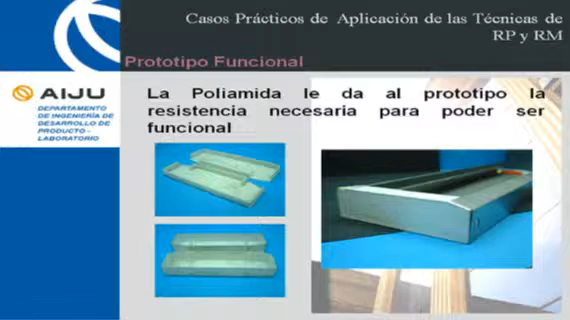 Casos Prácticos de Aplicación de las Técnicas de
RP y RM
Prototipo Funcional
AIJU
DEPARTAMENTO
DE INGENIERÍA DE
DESARROLLO DE
PRODUCTO -
LABORATORIO
La Poliamida le da al prototipo la
resistencia necesaria para poder ser
funcional